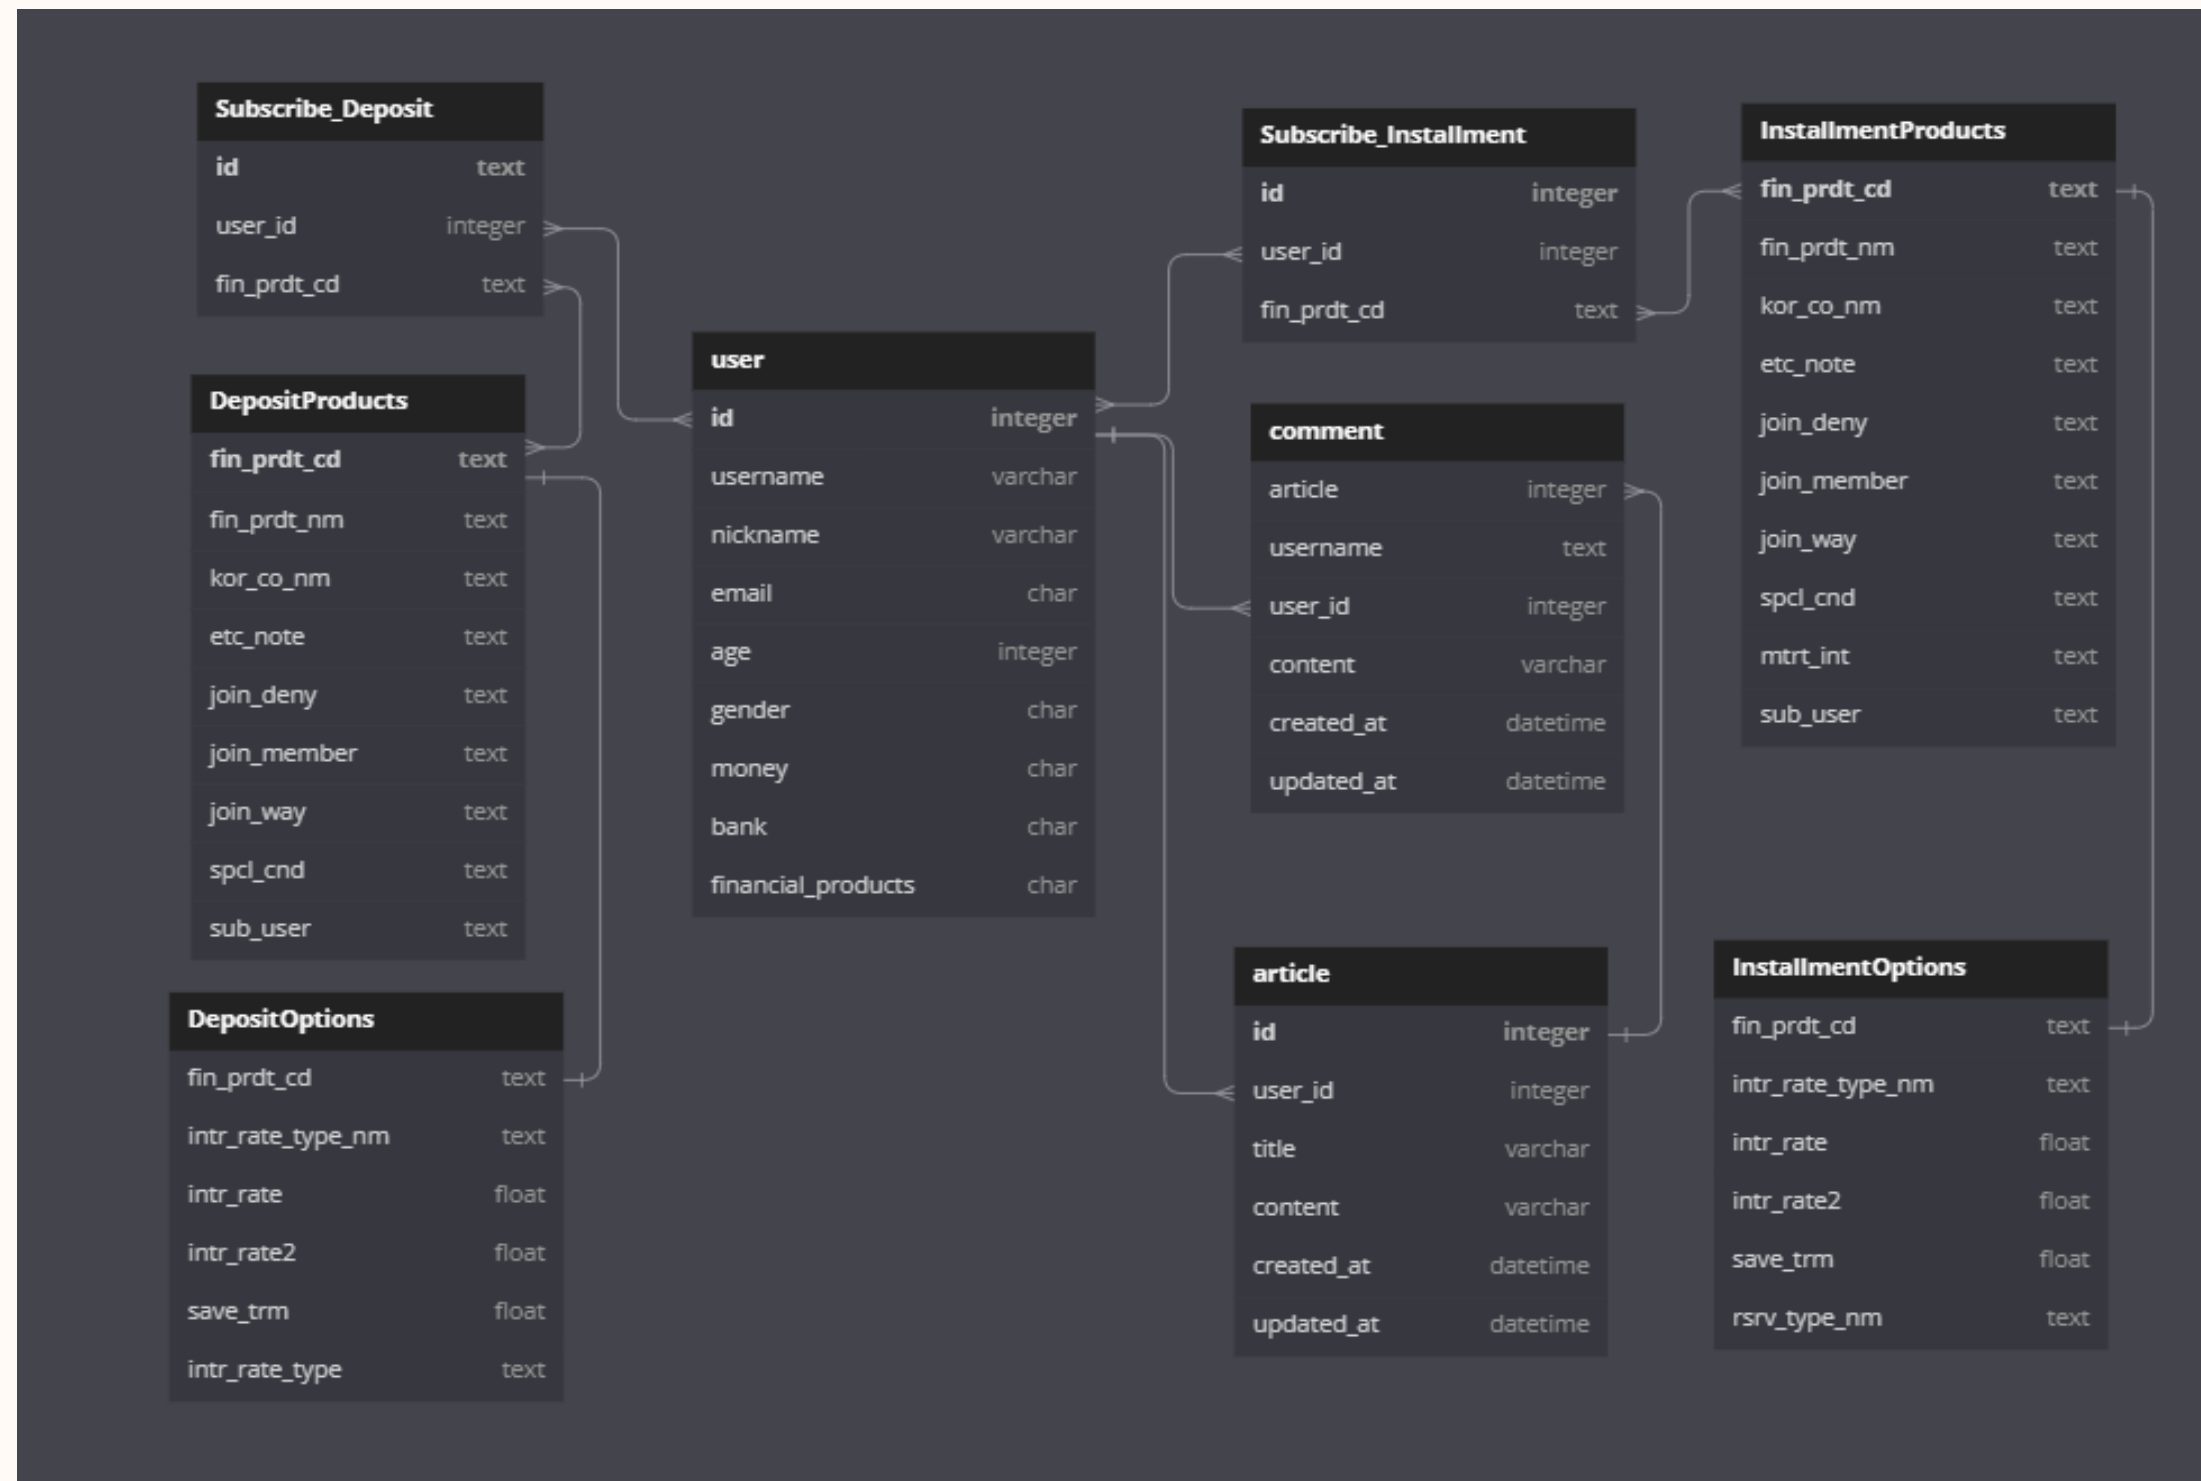 Subscribe_Deposit
id text
user_id integer
fin_prdt_cd text
DepositProducts
fin_prdt_cd text
fin_prdt_nm text
kor_co_nm text
etc_note text
join_deny text
join_member text
join_way text
spcl_cnd text
sub_user text
DepositOptions
fin_prdt_cd text
intr_rate_type_nm text
intr_rate float
intr_rate2 float
save_trm float
intr_rate_type text
user
id integer
username varchar
nickname varchar
email char
age integer
gender char
money char
bank char
financial_products char
Subscribe_Installment
id integer
user_id integer
fin_prdt_cd text
comment
article integer
username text
user_id integer
content varchar
created_at datetime
updated_at datetime
article
id integer
user_id integer
title varchar
content varchar
created_at datetime
updated_at datetime
InstallmentProducts
fin_prdt_cd text
fin_prdt_nm text
kor_co_nm text
etc_note text
join_deny text
join_member text
join_way text
spcl_cnd text
mtrt_int text
sub_user text
InstallmentOptions
fin_prdt_cd text
intr_rate_type_nm text
intr_rate float
intr_rate2 float
save_trm float
rsrv_type_nm text